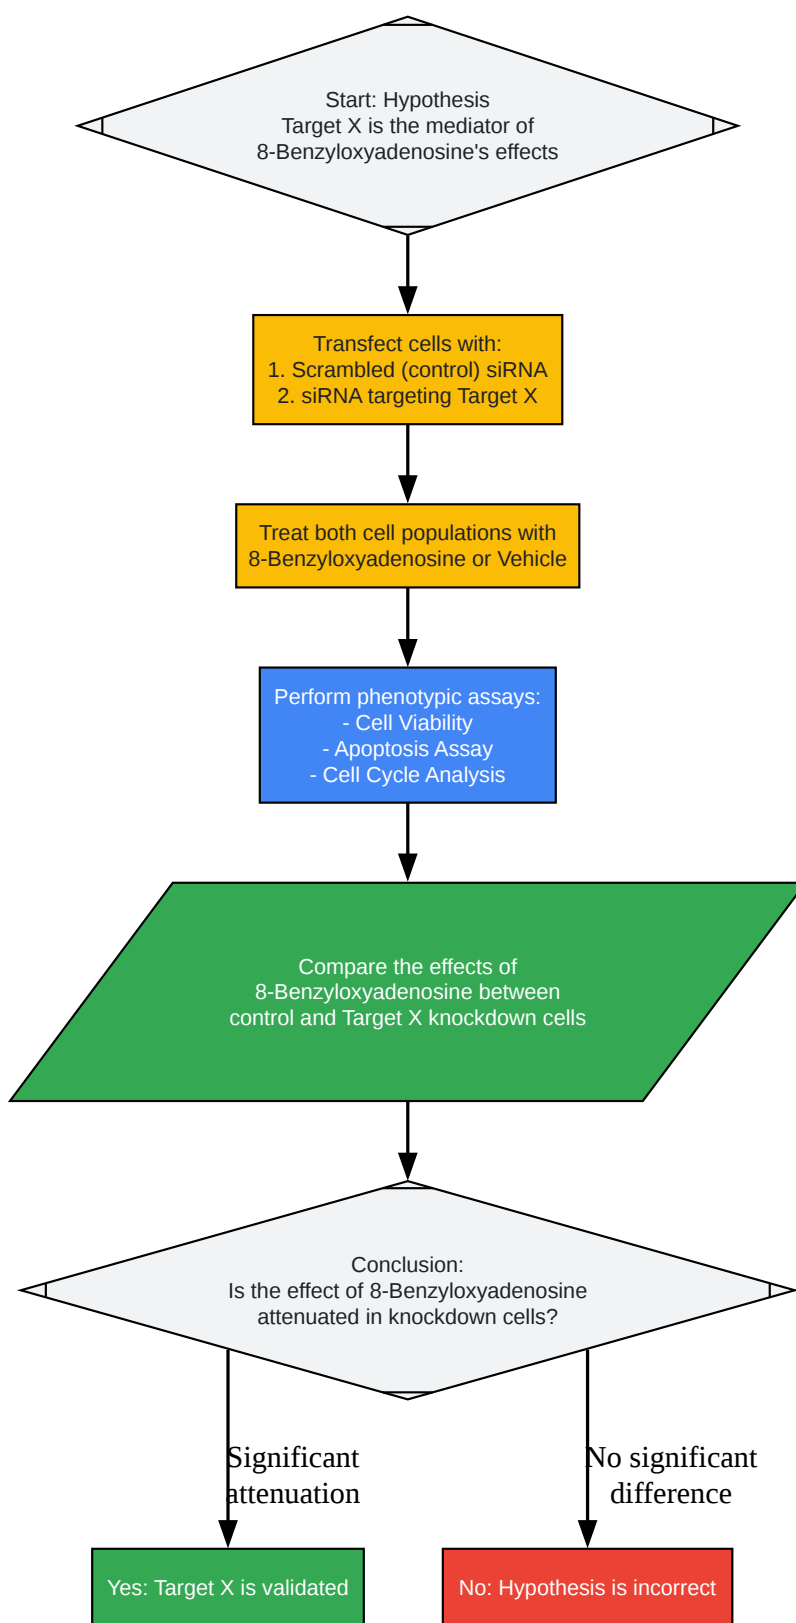 Start: Hypothesis
Target X is the mediator of
8-Benzyloxyadenosine's effects
Transfect cells with:
1. Scrambled (control) siRNA
2. siRNA targeting Target X
Treat both cell populations with
8-Benzyloxyadenosine or Vehicle
Perform phenotypic assays:
- Cell Viability
- Apoptosis Assay
- Cell Cycle Analysis
Compare the effects of
8-Benzyloxyadenosine between
control and Target X knockdown cells
Conclusion:
Is the effect of 8-Benzyloxyadenosine
attenuated in knockdown cells?
Significant
attenuation
No significant
difference
Yes: Target X is validated
No: Hypothesis is incorrect